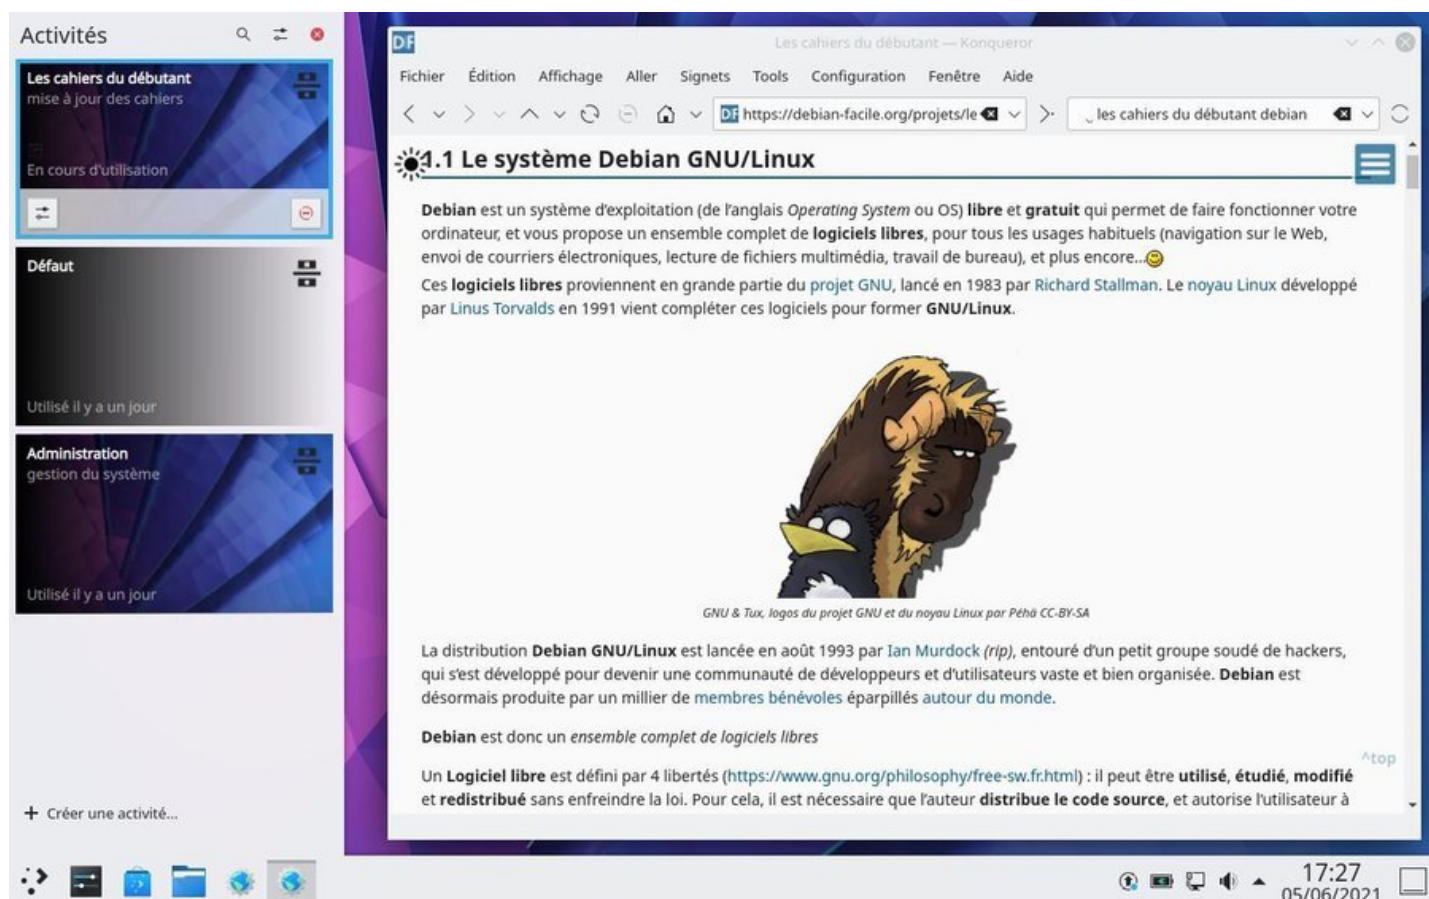 Activités
Les cahiers du débutant
mise à jour des cahiers
En cours d'utilisation
Défaut
Utilisé il y a un jour
Administration
gestion du système
Utilisé il y a un jour
Créer une activité...
DF
Les cahiers du débutant — Konqueror
Fichier Édition Affichage Aller Signets Tools Configuration Fenêtre Aide
DF https://debian-facile.org/projets/le les cahiers du débutant debian
1.1 Le système Debian GNU/Linux
Debian est un système d’exploitation (de l’anglais Operating System ou OS) libre et gratuit qui permet de faire fonctionner votre
ordinateur, et vous propose un ensemble complet de logiciels libres, pour tous les usages habituels (navigation sur le Web,
envoi de courriers électroniques, lecture de fichiers multimédia, travail de bureau), et plus encore...
Ces logiciels libres proviennent en grande partie du projet GNU, lancé en 1983 par Richard Stallman. Le noyau Linux développé
par Linus Torvalds en 1991 vient compléter ces logiciels pour former GNU/Linux.
GNU & Tux, logos du projet GNU et du noyau Linux par Péhä CC-BY-SA
La distribution Debian GNU/Linux est lancée en août 1993 par Ian Murdock (rip), entouré d’un petit groupe soudé de hackers,
qui s’est développé pour devenir une communauté de développeurs et d’utilisateurs vaste et bien organisée. Debian est
désormais produite par un millier de membres bénévoles éparpillés autour du monde.
Debian est donc un ensemble complet de logiciels libres
^top
Un Logiciel libre est défini par 4 libertés (https://www.gnu.org/philosophy/free-sw.fr.html) : il peut être utilisé, étudié, modifié
et redistribué sans enfreindre la loi. Pour cela, il est nécessaire que l’auteur distribue le code source, et autorise l’utilisateur à
17:27
05/06/2021